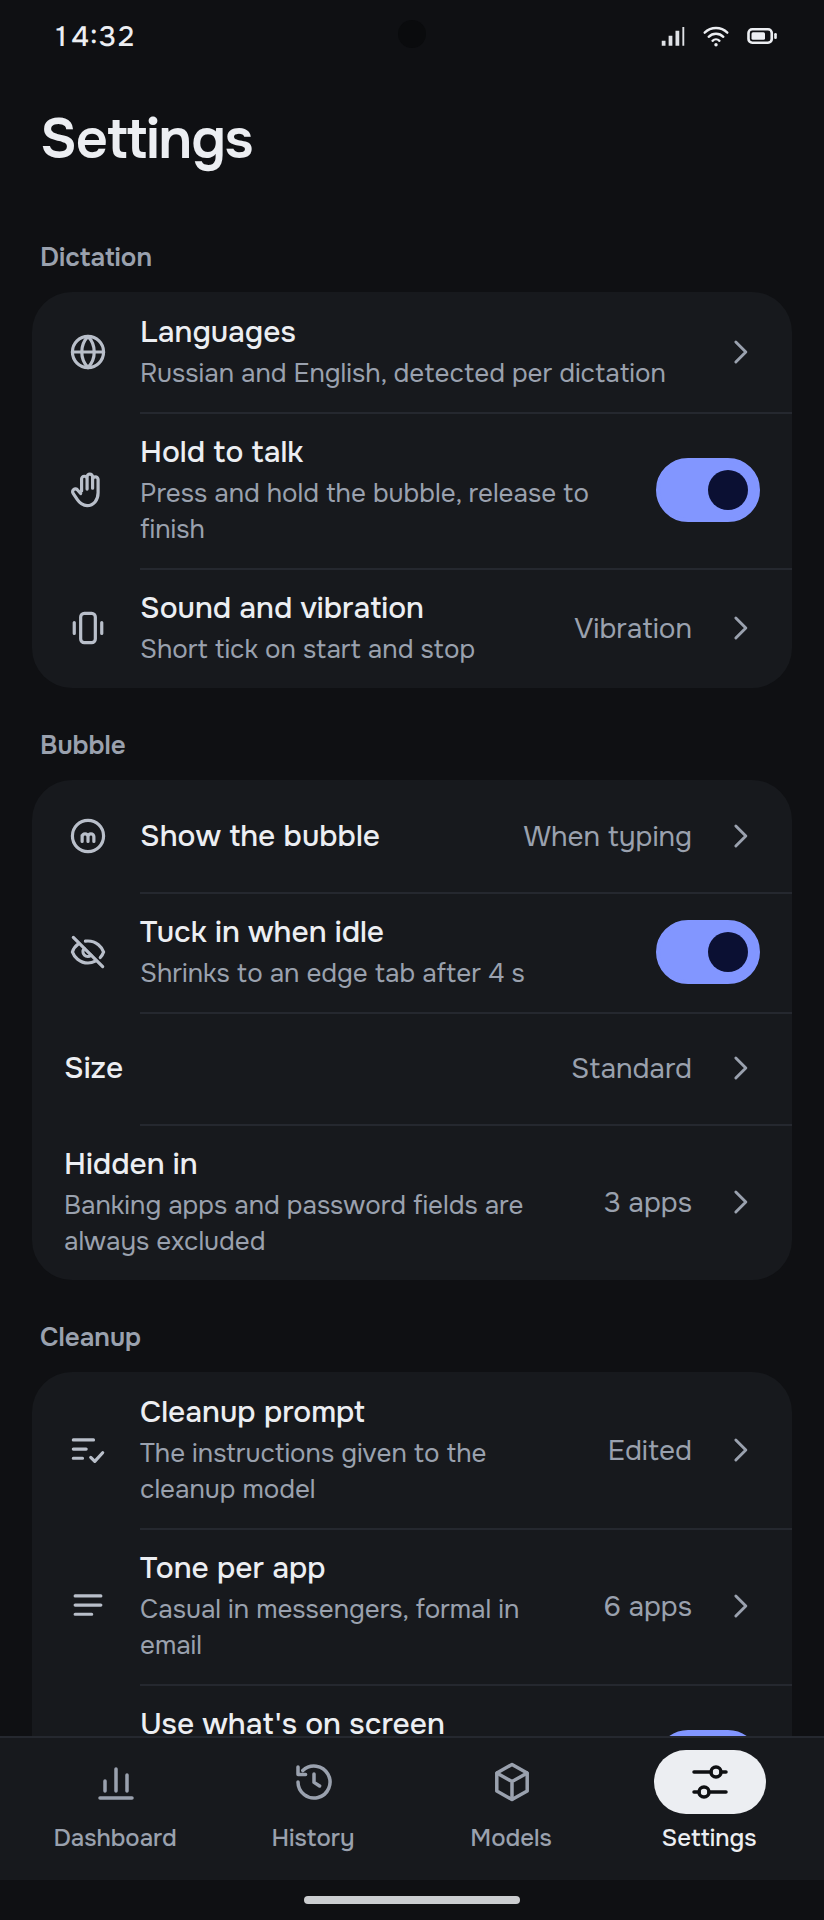 14:32
Settings
Dictation
Languages
Russian and English, detected per dictation
Hold to talk
Press and hold the bubble, release to
finish
Sound and vibration
Short tick on start and stop
Vibration
Bubble
Show the bubble
When typing
Tuck in when idle
Shrinks to an edge tab after 4 s
Size
Standard
Hidden in
Banking apps and password fields are
always excluded
3 apps
Cleanup
Cleanup prompt
The instructions given to the
cleanup model
Edited
Tone per app
Casual in messengers, formal in
email
6 apps
Use what's on screen
Dashboard
History
Models
Settings